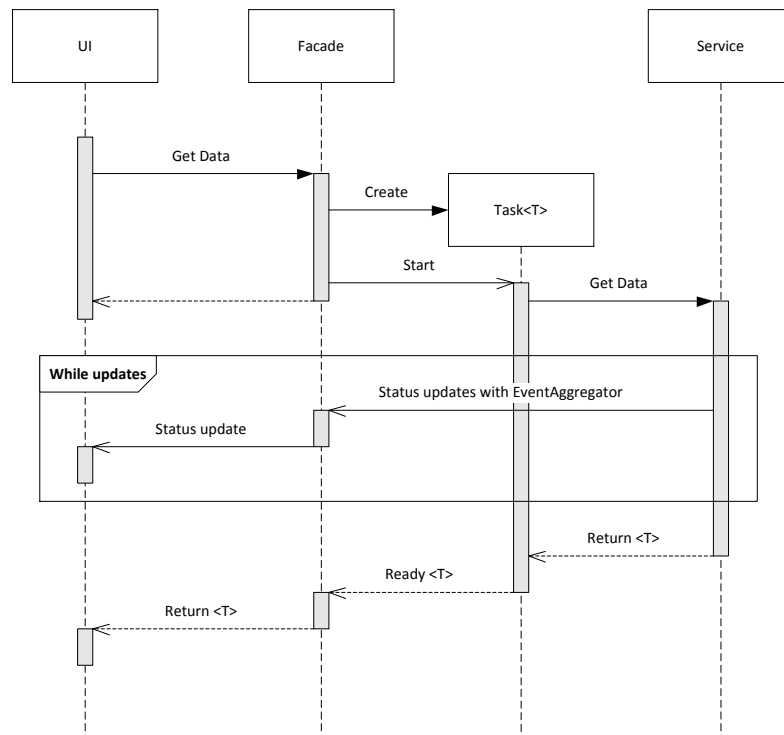 UI
Facade
Service
Get Data
Create
Task<T>
Start
Get Data
While updates
Status updates with EventAggregator
Status update
Return <T>
Ready <T>
Return <T>